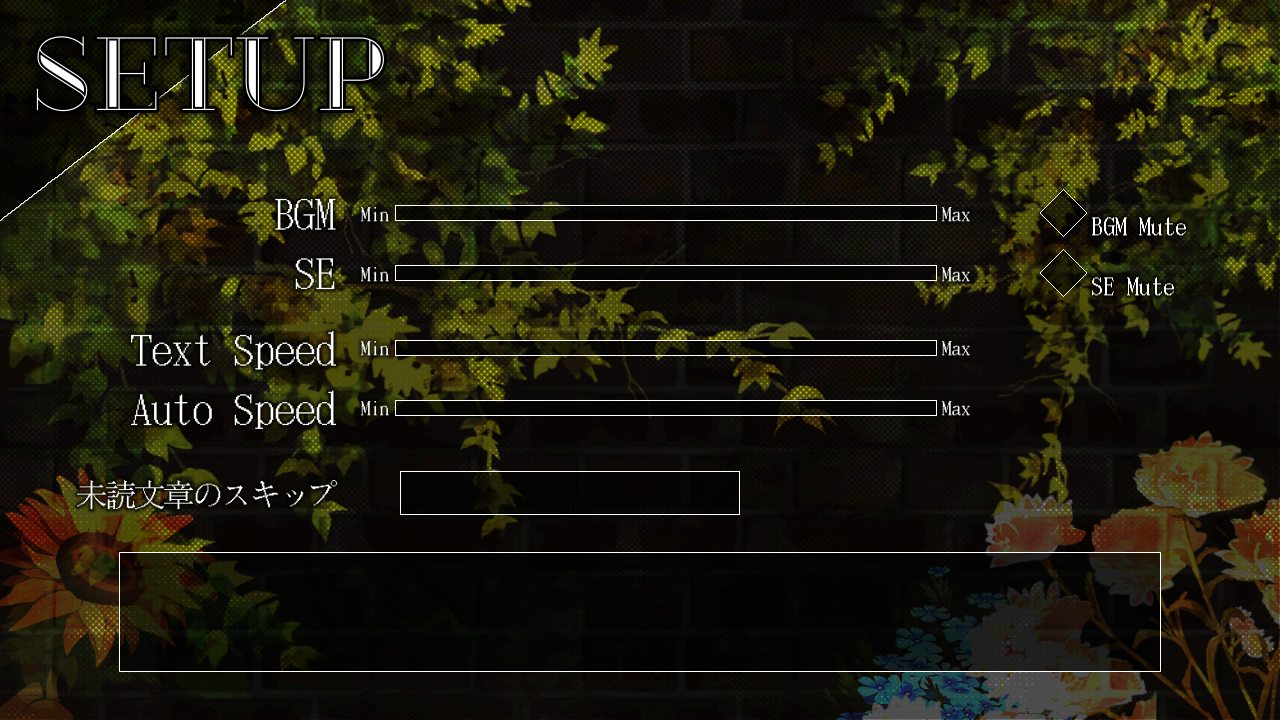 SETUP
BGM Min Max BGM Mute
SE Min Max SE Mute
Text Speed Min Max
Auto Speed Min Max
未読文章のスキップ